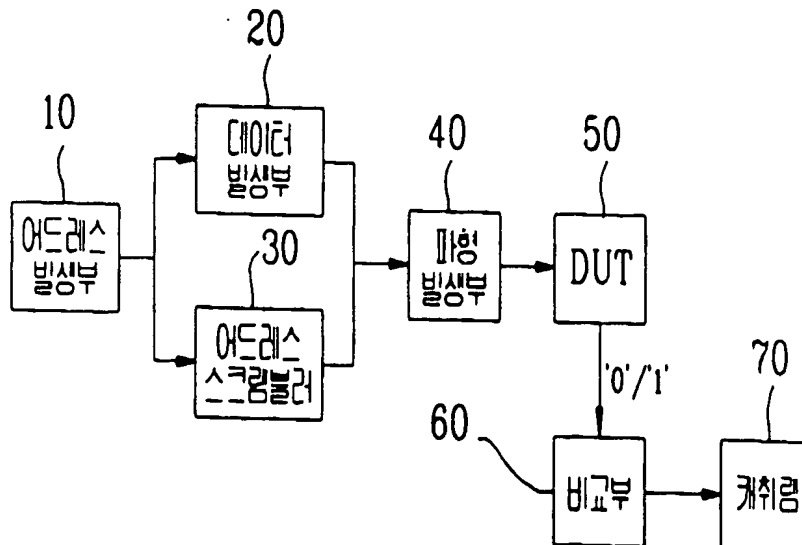 20
10
데이터
발생부
40
50
어드레스
발생부
30
파형
발생부
DUT
어드레스
스크램블러
'0'/'1'
70
60
비교부
캐취램